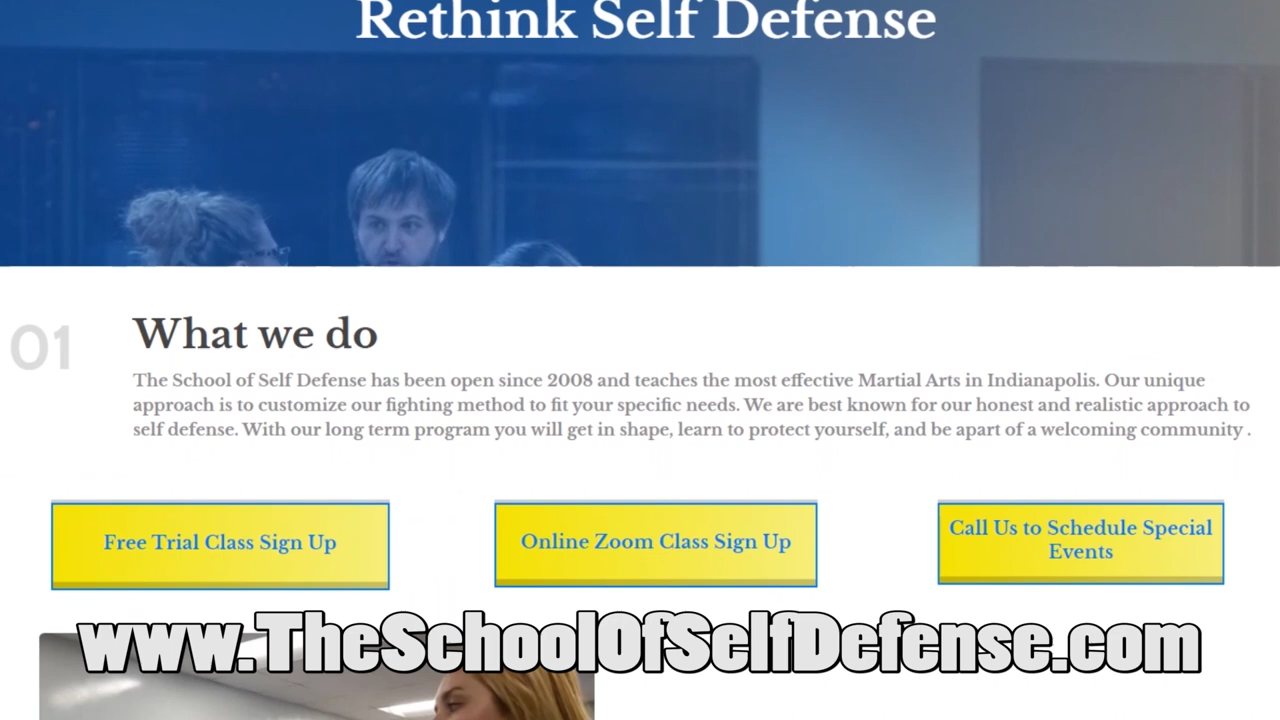 Rethink Self Defense
01
What we do
The School of Self Defense has been open since 2008 and teaches the most effective Martial Arts in Indianapolis. Our unique
approach is to customize our fighting method to fit your specific needs. We are best known for our honest and realistic approach to
self defense. With our long term program you will get in shape, learn to protect yourself, and be apart of a welcoming community .
Free Trial Class Sign Up
Online Zoom Class Sign Up
Call Us to Schedule Special
Events
www.TheSchoolOfSelfDefense.com